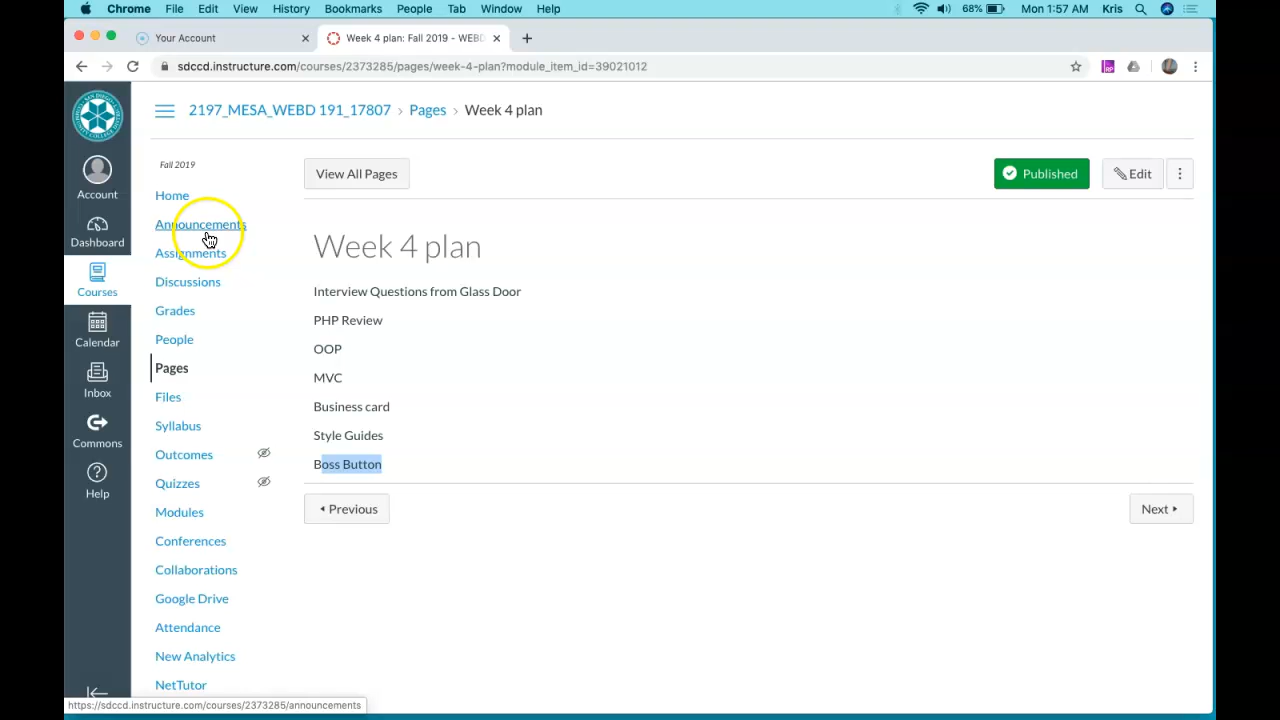 Chrome File Edit View History Bookmarks People Tab Window Help 68% Mon 1:57 AM Kris
Your Account
Week 4 plan: Fall 2019 - WEBD
sdccd.instructure.com/courses/2373285/pages/week-4-plan?module_item_id=39021012
2197_MESA_WEBD 191_17807 › Pages › Week 4 plan
Account
Dashboard
Courses
Calendar
Inbox
Commons
Help
Fall 2019
Home
Announcements
Assignments
Discussions
Grades
People
Pages
Files
Syllabus
Outcomes
Quizzes
Modules
Conferences
Collaborations
Google Drive
Attendance
New Analytics
NetTutor
View All Pages
Published
Edit
Week 4 plan
Interview Questions from Glass Door
PHP Review
OOP
MVC
Business card
Style Guides
Boss Button
Previous
Next
https://sdccd.instructure.com/courses/2373285/announcements